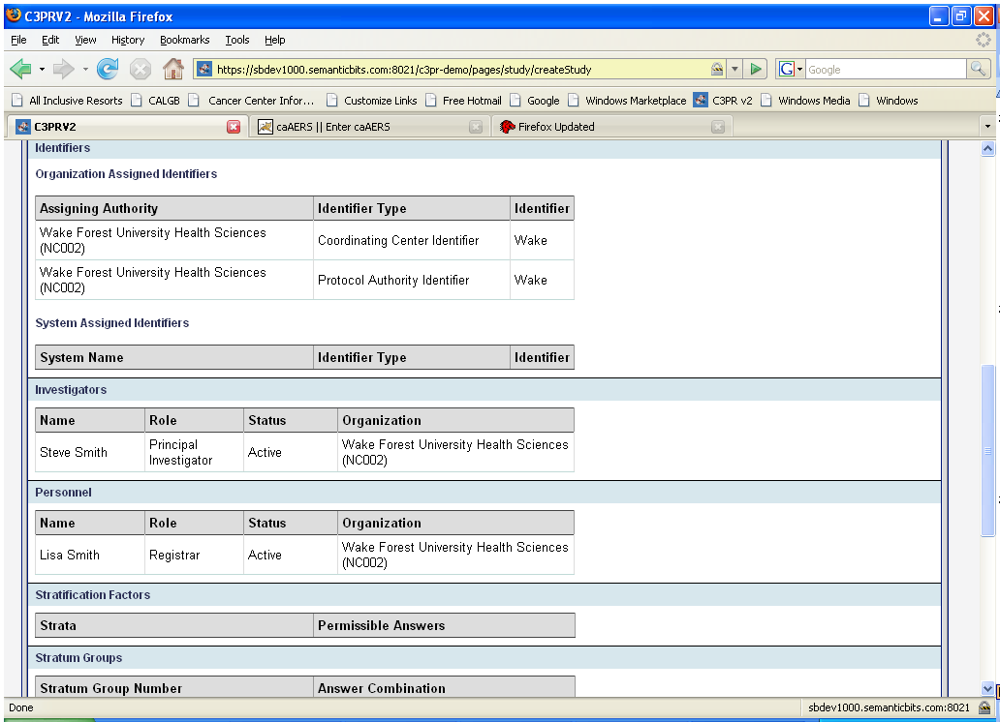 C3PRV2 - Mozilla Firefox
File Edit View History Bookmarks Tools Help
https://sbdev1000.semanticbits.com:8021/c3pr-demo/pages/study/createStudy
G Google
All Inclusive Resorts CALGB Cancer Center Infor... Customize Links Free Hotmail Google Windows Marketplace C3PR v2 Windows Media Windows
C3PRV2 caAERS || Enter caAERS Firefox Updated
Identifiers
Organization Assigned Identifiers
Assigning Authority Identifier Type Identifier
Wake Forest University Health Sciences
(NC002) Coordinating Center Identifier Wake
Wake Forest University Health Sciences
(NC002) Protocol Authority Identifier Wake
System Assigned Identifiers
System Name Identifier Type Identifier
Investigators
Name Role Status Organization
Steve Smith Principal Investigator Active Wake Forest University Health Sciences
(NC002)
Personnel
Name Role Status Organization
Lisa Smith Registrar Active Wake Forest University Health Sciences
(NC002)
Stratification Factors
Strata Permissible Answers
Stratum Groups
Stratum Group Number Answer Combination
Done sbdev1000.semanticbits.com:8021